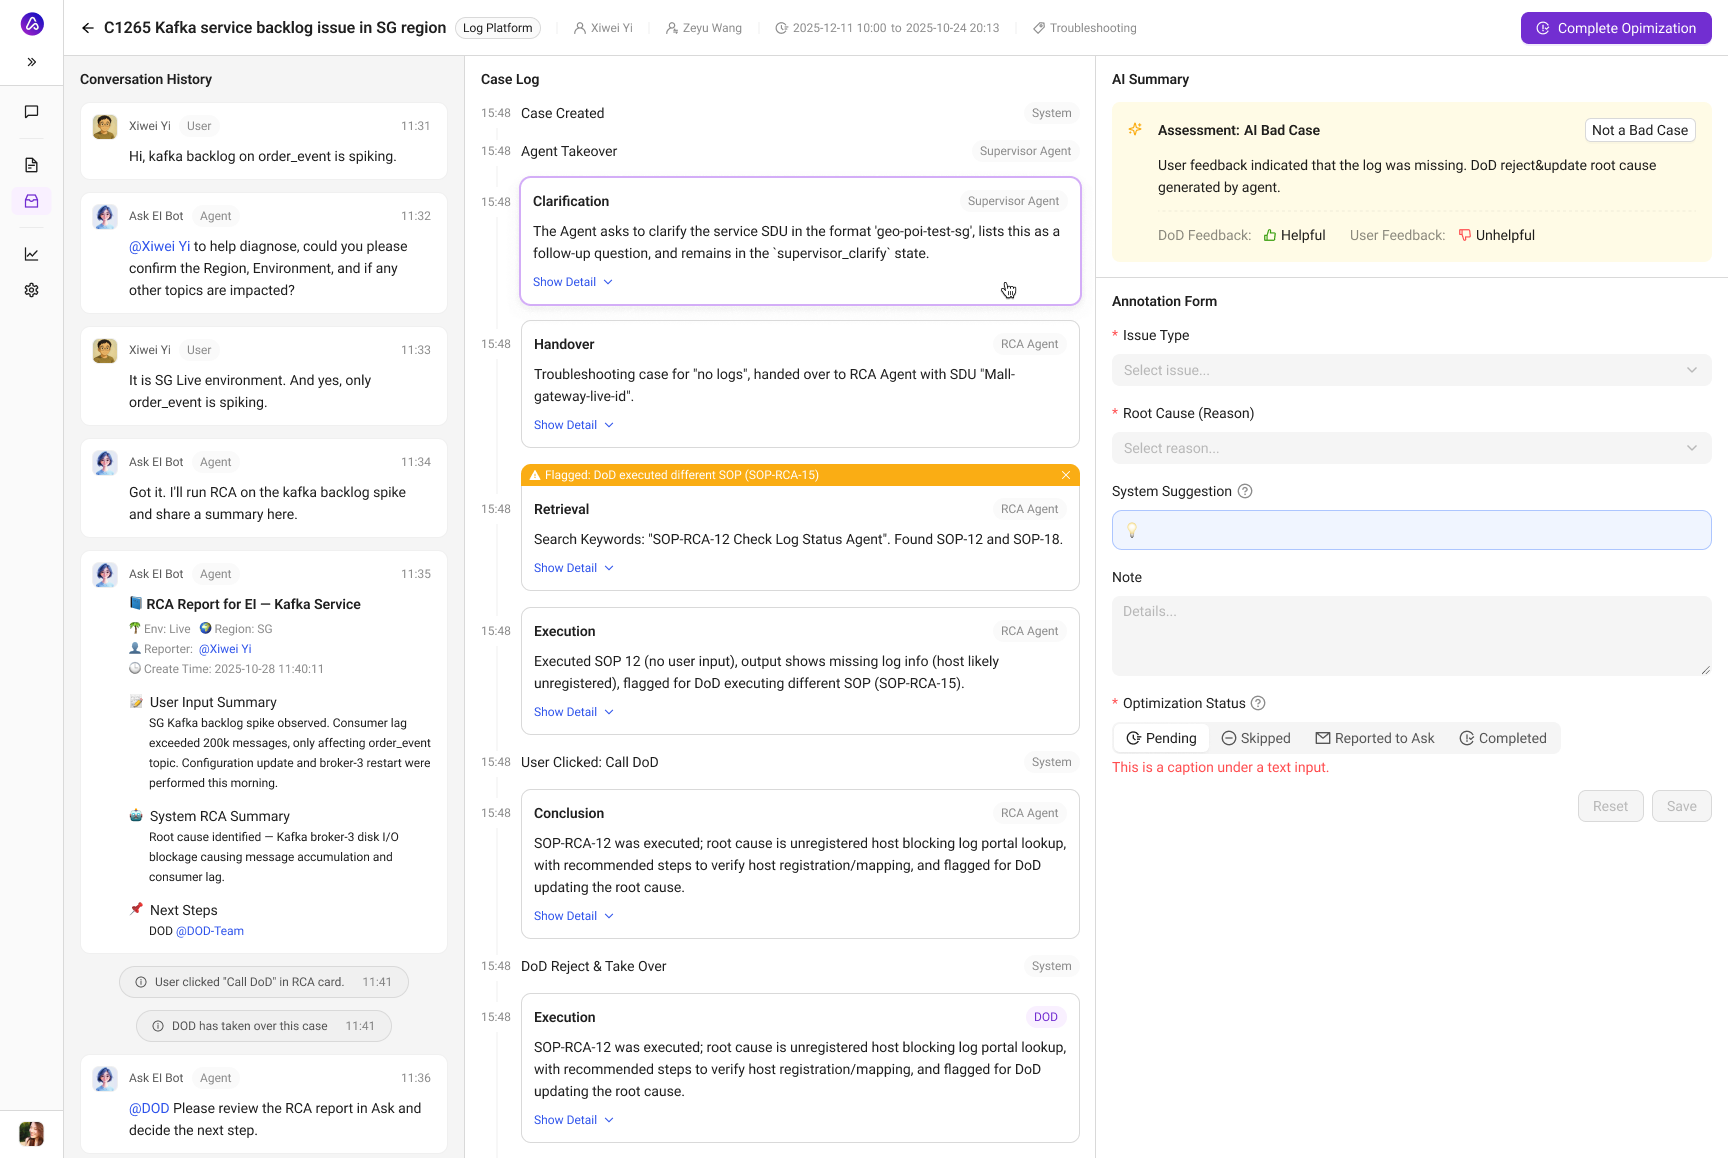 C1265 Kafka service backlog issue in SG region
Log Platform
Xiwei Yi
Zeyu Wang
2025-12-11 10:00 to 2025-10-24 20:13
Troubleshooting
Complete Opimization
Conversation History
Xiwei Yi User 11:31
Hi, kafka backlog on order_event is spiking.
Ask EI Bot Agent 11:32
@Xiwei Yi to help diagnose, could you please
confirm the Region, Environment, and if any
other topics are impacted?
Xiwei Yi User 11:33
It is SG Live environment. And yes, only
order_event is spiking.
Ask EI Bot Agent 11:34
Got it. I'll run RCA on the kafka backlog spike
and share a summary here.
Ask EI Bot Agent 11:35
RCA Report for EI — Kafka Service
Env: Live Region: SG
Reporter: @Xiwei Yi
Create Time: 2025-10-28 11:40:11
User Input Summary
SG Kafka backlog spike observed. Consumer lag
exceeded 200k messages, only affecting order_event
topic. Configuration update and broker-3 restart were
performed this morning.
System RCA Summary
Root cause identified — Kafka broker-3 disk I/O
blockage causing message accumulation and
consumer lag.
Next Steps
DOD @DOD-Team
User clicked "Call DoD" in RCA card. 11:41
DOD has taken over this case 11:41
Ask EI Bot Agent 11:36
@DOD Please review the RCA report in Ask and
decide the next step.
Case Log
15:48 Case Created System
15:48 Agent Takeover Supervisor Agent
15:48 Clarification Supervisor Agent
The Agent asks to clarify the service SDU in the format 'geo-poi-test-sg', lists this as a
follow-up question, and remains in the `supervisor_clarify` state.
Show Detail
15:48 Handover RCA Agent
Troubleshooting case for "no logs", handed over to RCA Agent with SDU "Mall-
gateway-live-id".
Show Detail
Flagged: DoD executed different SOP (SOP-RCA-15)
15:48 Retrieval RCA Agent
Search Keywords: "SOP-RCA-12 Check Log Status Agent". Found SOP-12 and SOP-18.
Show Detail
15:48 Execution RCA Agent
Executed SOP 12 (no user input), output shows missing log info (host likely
unregistered), flagged for DoD executing different SOP (SOP-RCA-15).
Show Detail
15:48 User Clicked: Call DoD System
15:48 Conclusion RCA Agent
SOP-RCA-12 was executed; root cause is unregistered host blocking log portal lookup,
with recommended steps to verify host registration/mapping, and flagged for DoD
updating the root cause.
Show Detail
15:48 DoD Reject & Take Over System
15:48 Execution DOD
SOP-RCA-12 was executed; root cause is unregistered host blocking log portal lookup,
with recommended steps to verify host registration/mapping, and flagged for DoD
updating the root cause.
Show Detail
AI Summary
Assessment: AI Bad Case
Not a Bad Case
User feedback indicated that the log was missing. DoD reject&update root cause
generated by agent.
DoD Feedback: Helpful User Feedback: Unhelpful
Annotation Form
* Issue Type
Select issue...
* Root Cause (Reason)
Select reason...
System Suggestion
Note
Details...
* Optimization Status
Pending Skipped Reported to Ask Completed
This is a caption under a text input.
Reset Save